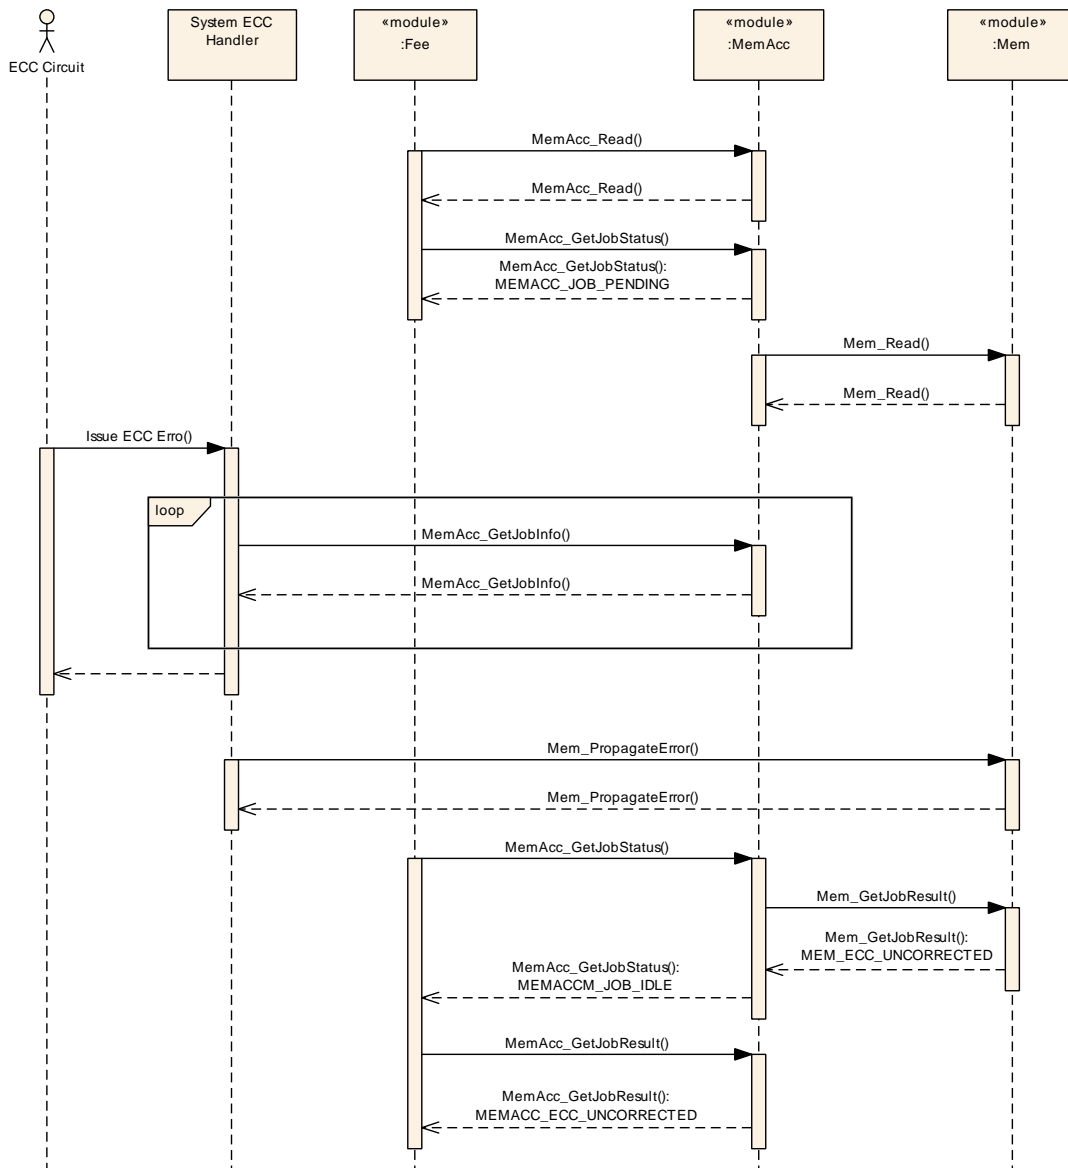 ECC Circuit
System ECC
Handler
«module»
:Fee
«module»
:MemAcc
«module»
:Mem
MemAcc_Read()
MemAcc_Read()
MemAcc_GetJobStatus()
MemAcc_GetJobStatus():
MEMACC_JOB_PENDING
Mem_Read()
Mem_Read()
Issue ECC Erro()
loop
MemAcc_GetJobInfo()
MemAcc_GetJobInfo()
Mem_PropagateError()
Mem_PropagateError()
MemAcc_GetJobStatus()
Mem_GetJobResult()
Mem_GetJobResult():
MEM_ECC_UNCORRECTED
MemAcc_GetJobStatus():
MEMACCM_JOB_IDLE
MemAcc_GetJobResult()
MemAcc_GetJobResult():
MEMACC_ECC_UNCORRECTED